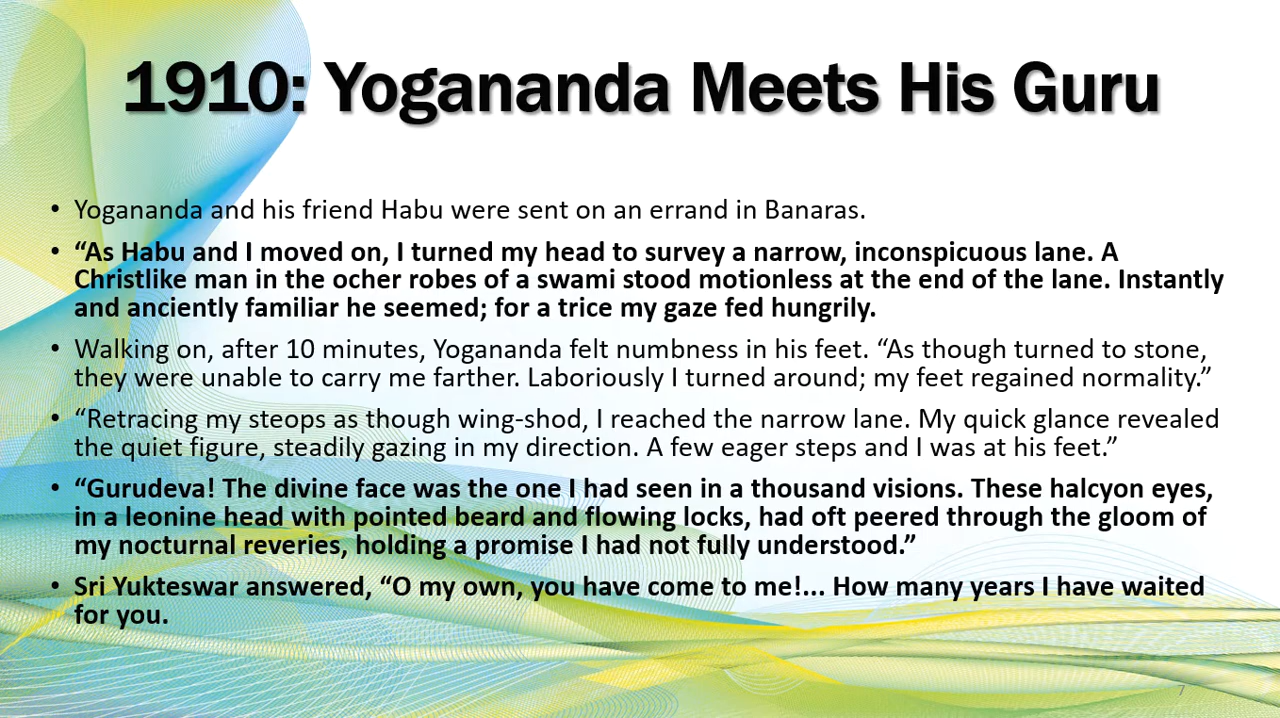 1910: Yogananda Meets His Guru
• Yogananda and his friend Habu were sent on an errand in Banaras.
• “As Habu and I moved on, I turned my head to survey a narrow, inconspicuous lane. A
Christlike man in the ocher robes of a swami stood motionless at the end of the lane. Instantly
and anciently familiar he seemed; for a trice my gaze fed hungrily.
• Walking on, after 10 minutes, Yogananda felt numbness in his feet. “As though turned to stone,
they were unable to carry me farther. Laboriously I turned around; my feet regained normality.”
• “Retracing my steops as though wing-shod, I reached the narrow lane. My quick glance revealed
the quiet figure, steadily gazing in my direction. A few eager steps and I was at his feet.”
• “Gurudeva! The divine face was the one I had seen in a thousand visions. These halcyon eyes,
in a leonine head with pointed beard and flowing locks, had oft peered through the gloom of
my nocturnal reveries, holding a promise I had not fully understood.”
• Sri Yukteswar answered, “O my own, you have come to me!... How many years I have waited
for you.
7